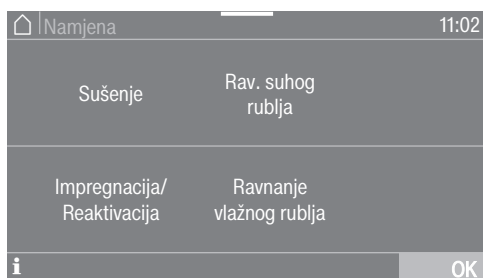 Namjena 11:02
Sušenje
Rav. suhog
rublja
Impregnacija/
Reaktivacija
Ravnanje
vlažnog rublja
i OK